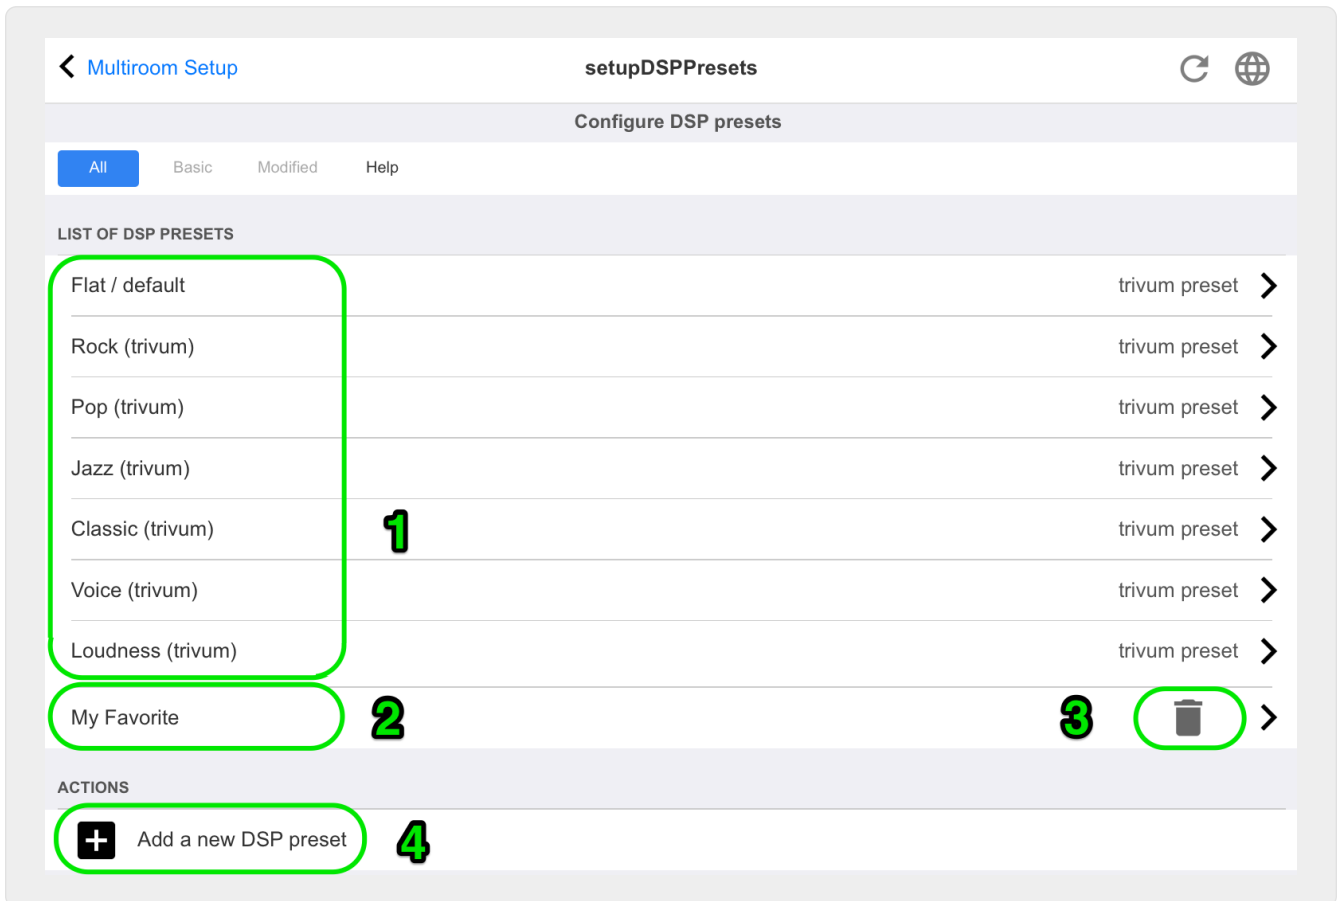 Multiroom Setup setupDSPPresets
Configure DSP presets
All Basic Modified Help
LIST OF DSP PRESETS
Flat / default trivum preset
Rock (trivum) trivum preset
Pop (trivum) trivum preset
Jazz (trivum) trivum preset
Classic (trivum) 1 trivum preset
Voice (trivum) trivum preset
Loudness (trivum) trivum preset
My Favorite 2 3
ACTIONS
Add a new DSP preset 4